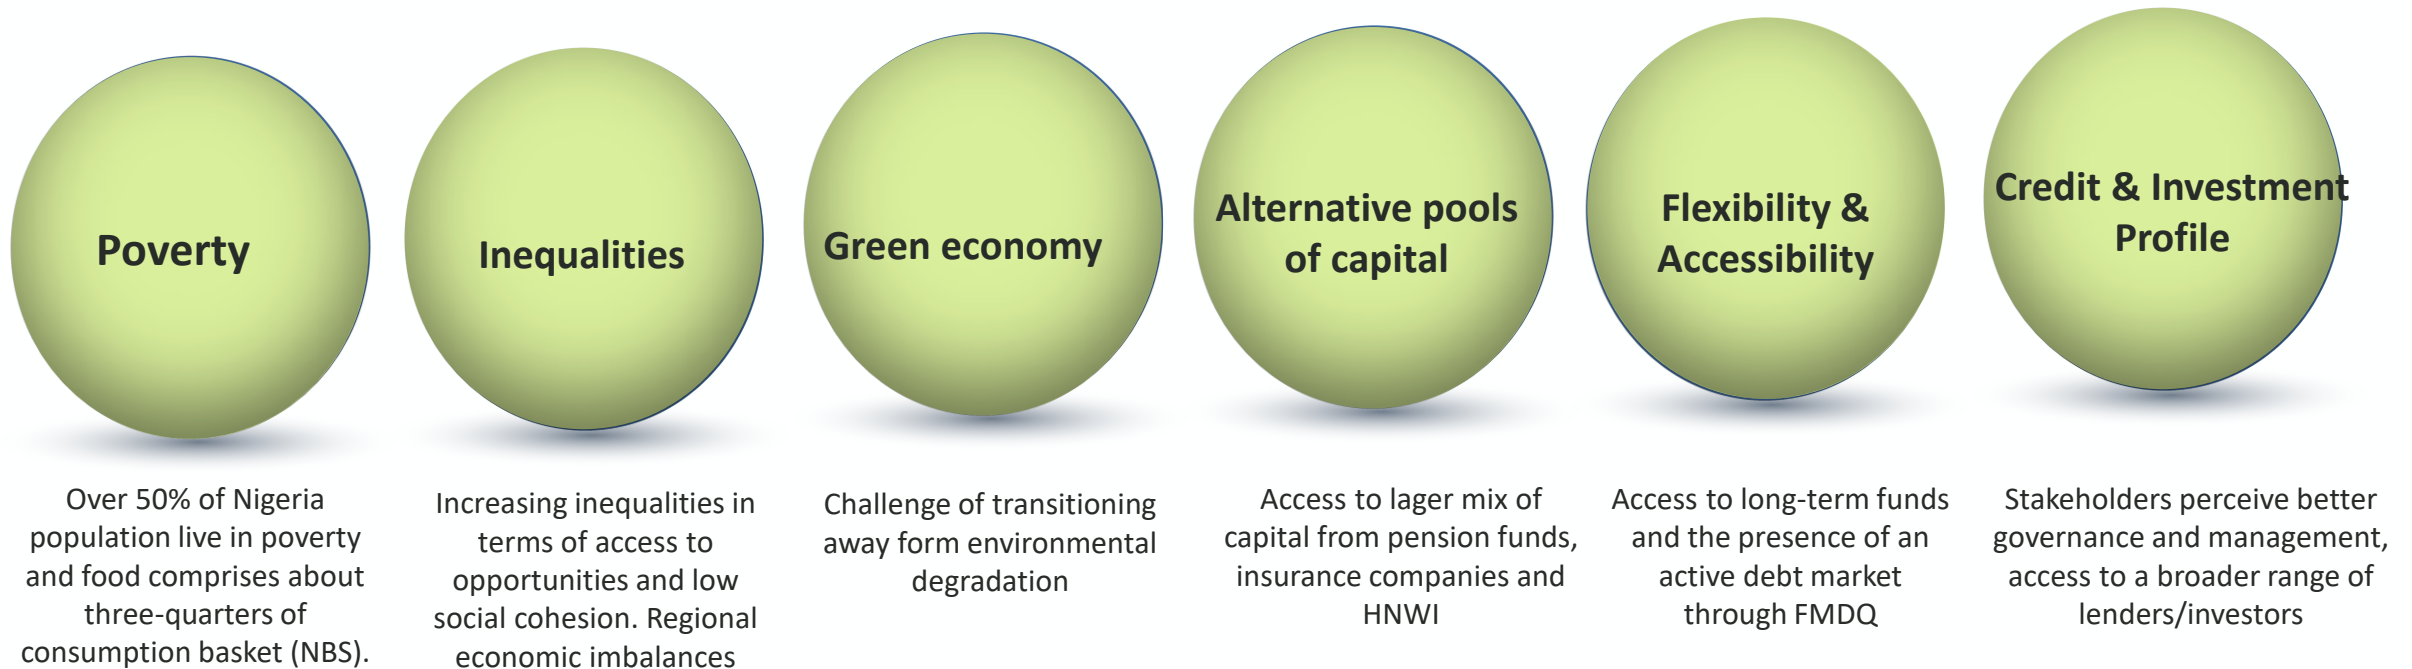 Poverty
Over 50% of Nigeria
population live in poverty
and food comprises about
three-quarters of
consumption basket (NBS).
Inequalities
Increasing inequalities in
terms of access to
opportunities and low
social cohesion. Regional
economic imbalances
Green economy
Challenge of transitioning
away form environmental
degradation
Alternative pools
of capital
Access to lager mix of
capital from pension funds,
insurance companies and
HNWI
Flexibility &
Accessibility
Access to long-term funds
and the presence of an
active debt market
through FMDQ
Credit & Investment
Profile
Stakeholders perceive better
governance and management,
access to a broader range of
lenders/investors